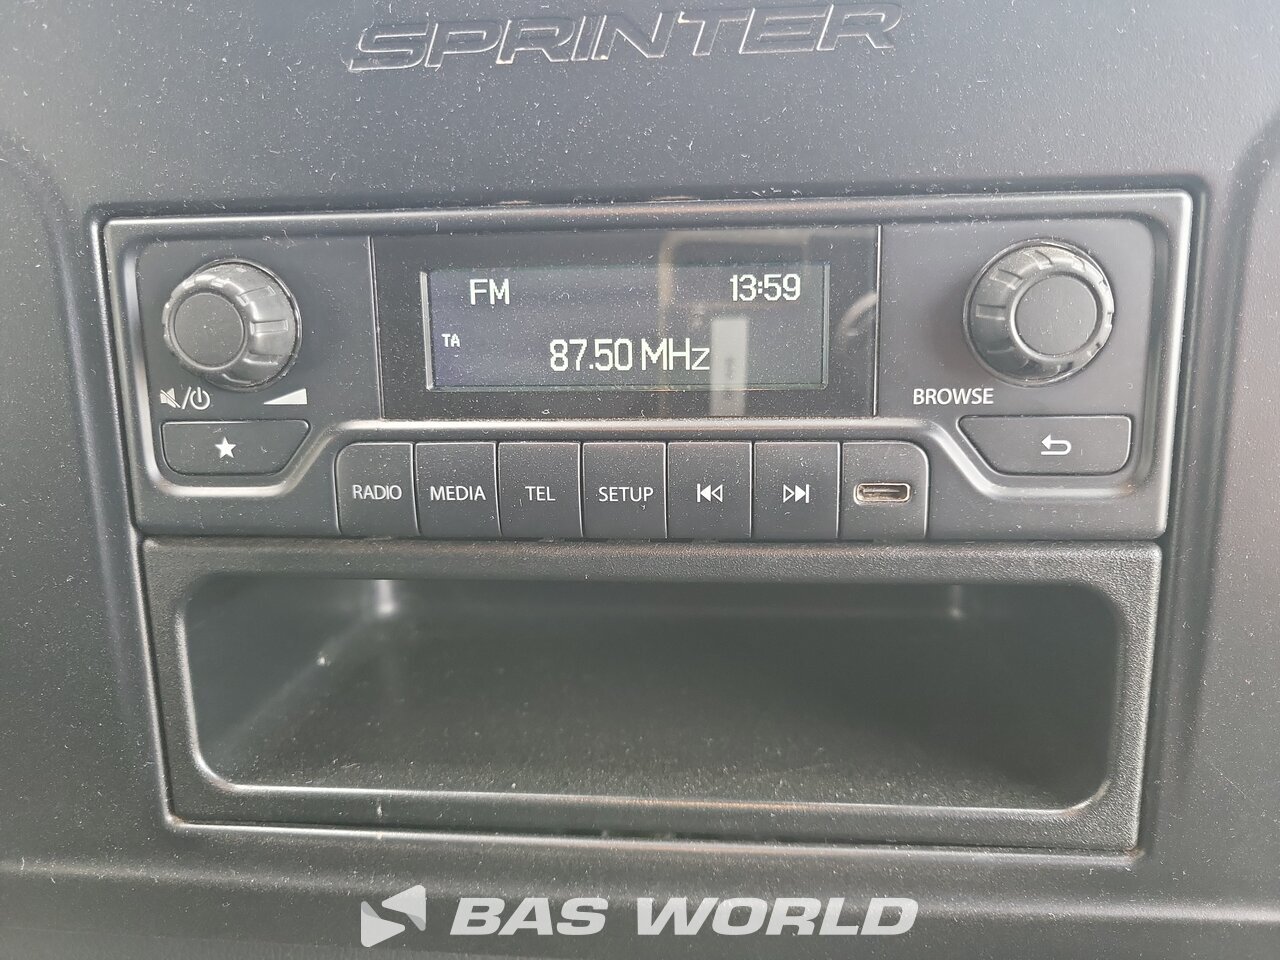 SPRINTER
FM 13:59
TA
87.50 MHz
BROWSE
RADIO MEDIA TEL SETUP
BAS WORLD